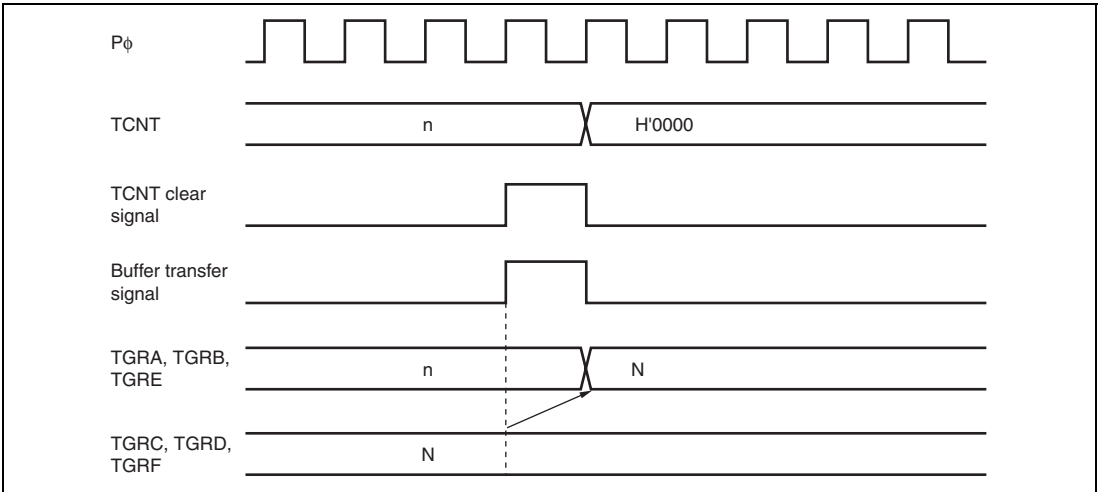 Pϕ
TCNT
n
H'0000
TCNT clear
signal
Buffer transfer
signal
TGRA, TGRB,
TGRE
n
N
TGRC, TGRD,
TGRF
N